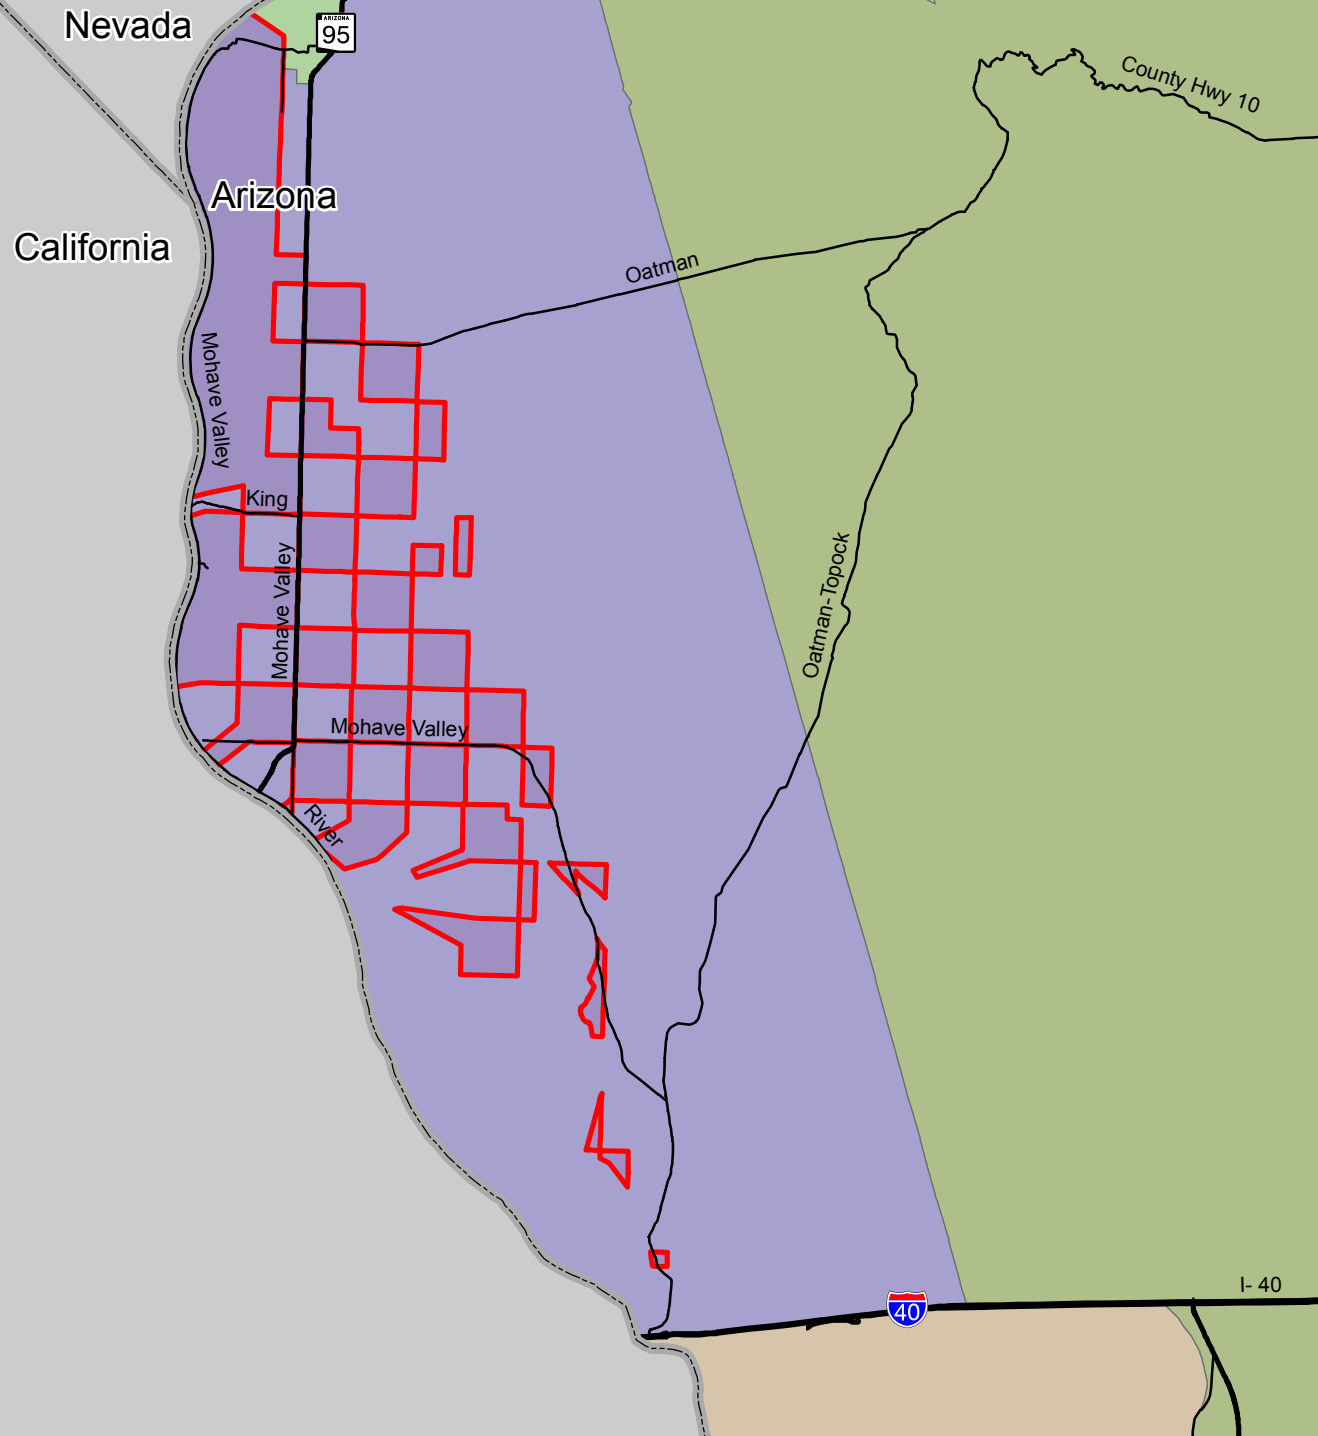 Nevada
ARIZONA
95
County Hwy 10
Arizona
California
Oatman
Mohave Valley
King
Mohave Valley
Oatman-Topock
Mohave Valley
River
I- 40
40